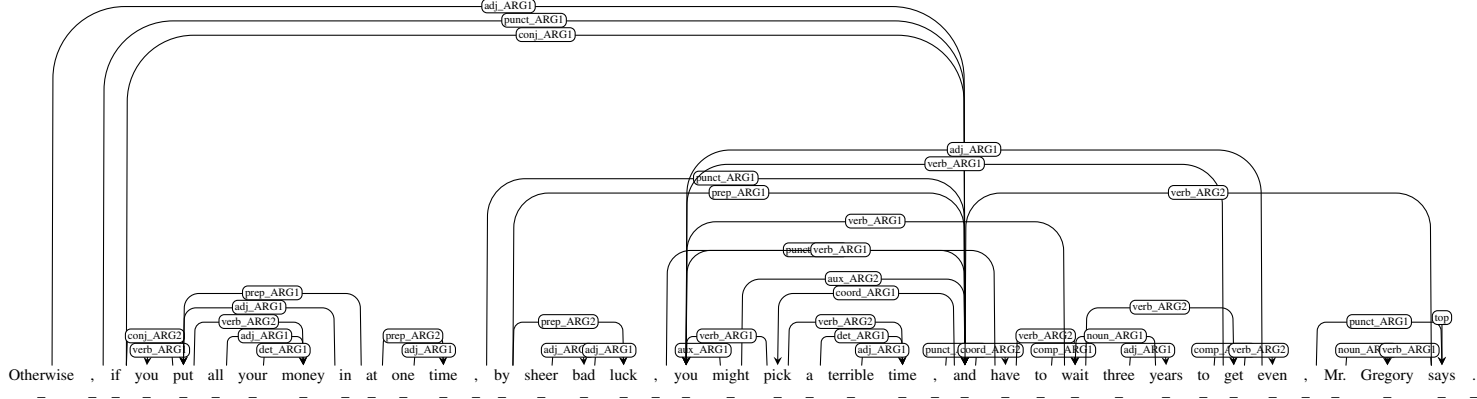 adj_ARG1
punct_ARG1
conj_ARG1
adj_ARG1
verb_ARG1
punct_ARG1
prep_ARG1 verb_ARG2
verb_ARG1
verb_ARG1
aux_ARG2
prep_ARG1 coord_ARG1
adj_ARG1 verb_ARG2
verb_ARG2 prep_ARG2 verb_ARG2 punct_ARG1 top
conj_ARG2 adj_ARG1 prep_ARG2 verb_ARG1 det_ARG1 verb_ARG2 noun_ARG1
verb_ARG1 det_ARG1 adj_ARG1 adj_ARG1 aux_ARG1 adj_ARG1 coord_ARG2 adj_ARG1 verb_ARG2 verb_ARG1
Otherwise , if you put all your money in at one time , by sheer bad luck , you might pick a terrible time , and have to wait three years to get even , Mr. Gregory says .
_ _ _ _ _ _ _ _ _ _ _ _ _ _ _ _ _ _ _ _ _ _ _ _ _ _ _ _ _ _ _ _ _ _ _ _ _ _ _